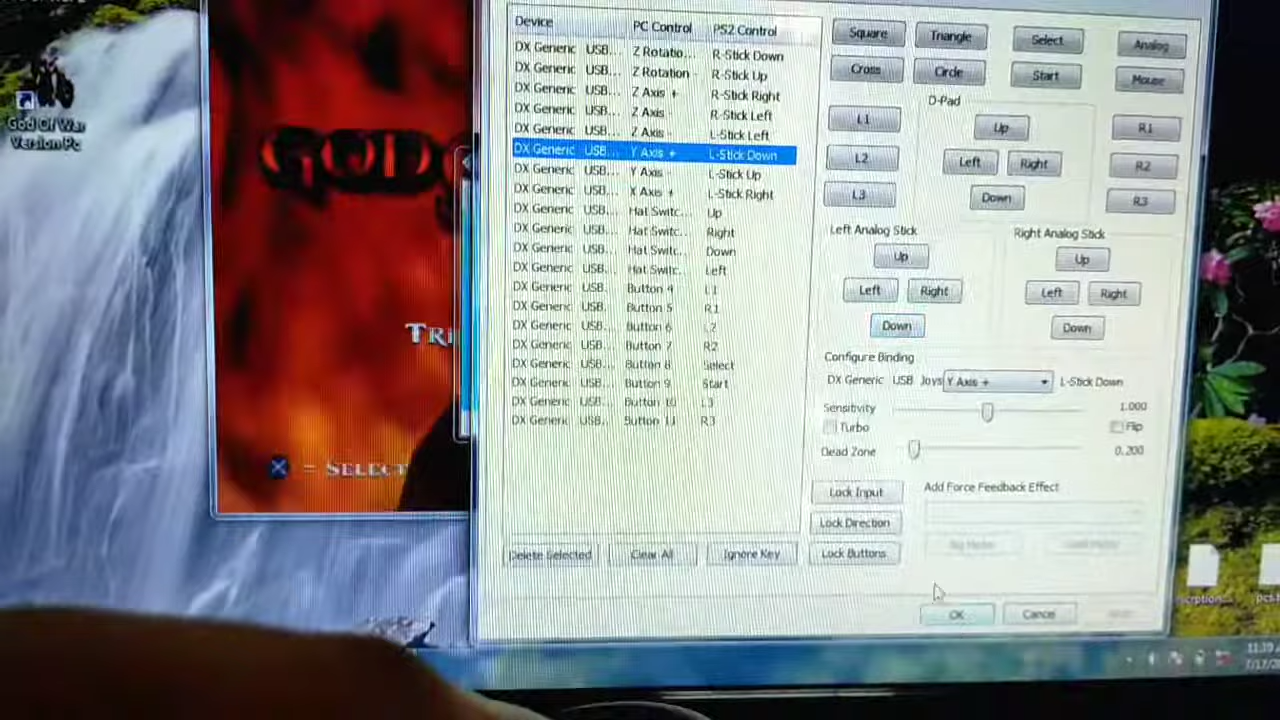 God Of War
Version Pc
GOD
TRI
= SELECT
Device PC Control PS2 Control
DX Generic USB... Z Rotatio... R-Stick Down
DX Generic USB... Z Rotation - R-Stick Up
DX Generic USB... Z Axis + R-Stick Right
DX Generic USB... Z Axis - R-Stick Left
DX Generic USB... Z Axis - L-Stick Left
DX Generic USB... Y Axis + L-Stick Down
DX Generic USB... Y Axis - L-Stick Up
DX Generic USB... X Axis + L-Stick Right
DX Generic USB... Hat Switc... Up
DX Generic USB... Hat Switc... Right
DX Generic USB... Hat Switc... Down
DX Generic USB... Hat Switc... Left
DX Generic USB... Button 4 L1
DX Generic USB... Button 5 R1
DX Generic USB... Button 6 L2
DX Generic USB... Button 7 R2
DX Generic USB... Button 8 Select
DX Generic USB... Button 9 Start
DX Generic USB... Button 10 L3
DX Generic USB... Button 11 R3
Delete Selected Clear All Ignore Key
Square Triangle Select Analog
Cross Circle Start Mouse
D-Pad
L1 Up R1
L2 Left Right R2
L3 Down R3
Left Analog Stick Right Analog Stick
Up Up
Left Right Left Right
Down Down
Configure Binding
DX Generic USB Joys Y Axis + L-Stick Down
Sensitivity 1.000
Turbo Flip
Dead Zone 0.200
Lock Input Add Force Feedback Effect
Lock Direction
Lock Buttons
OK Cancel